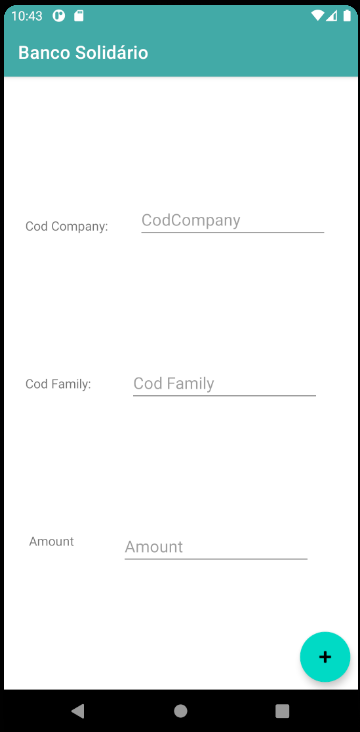 10:43
Banco Solidário
Cod Company: CodCompany
Cod Family: Cod Family
Amount Amount
+